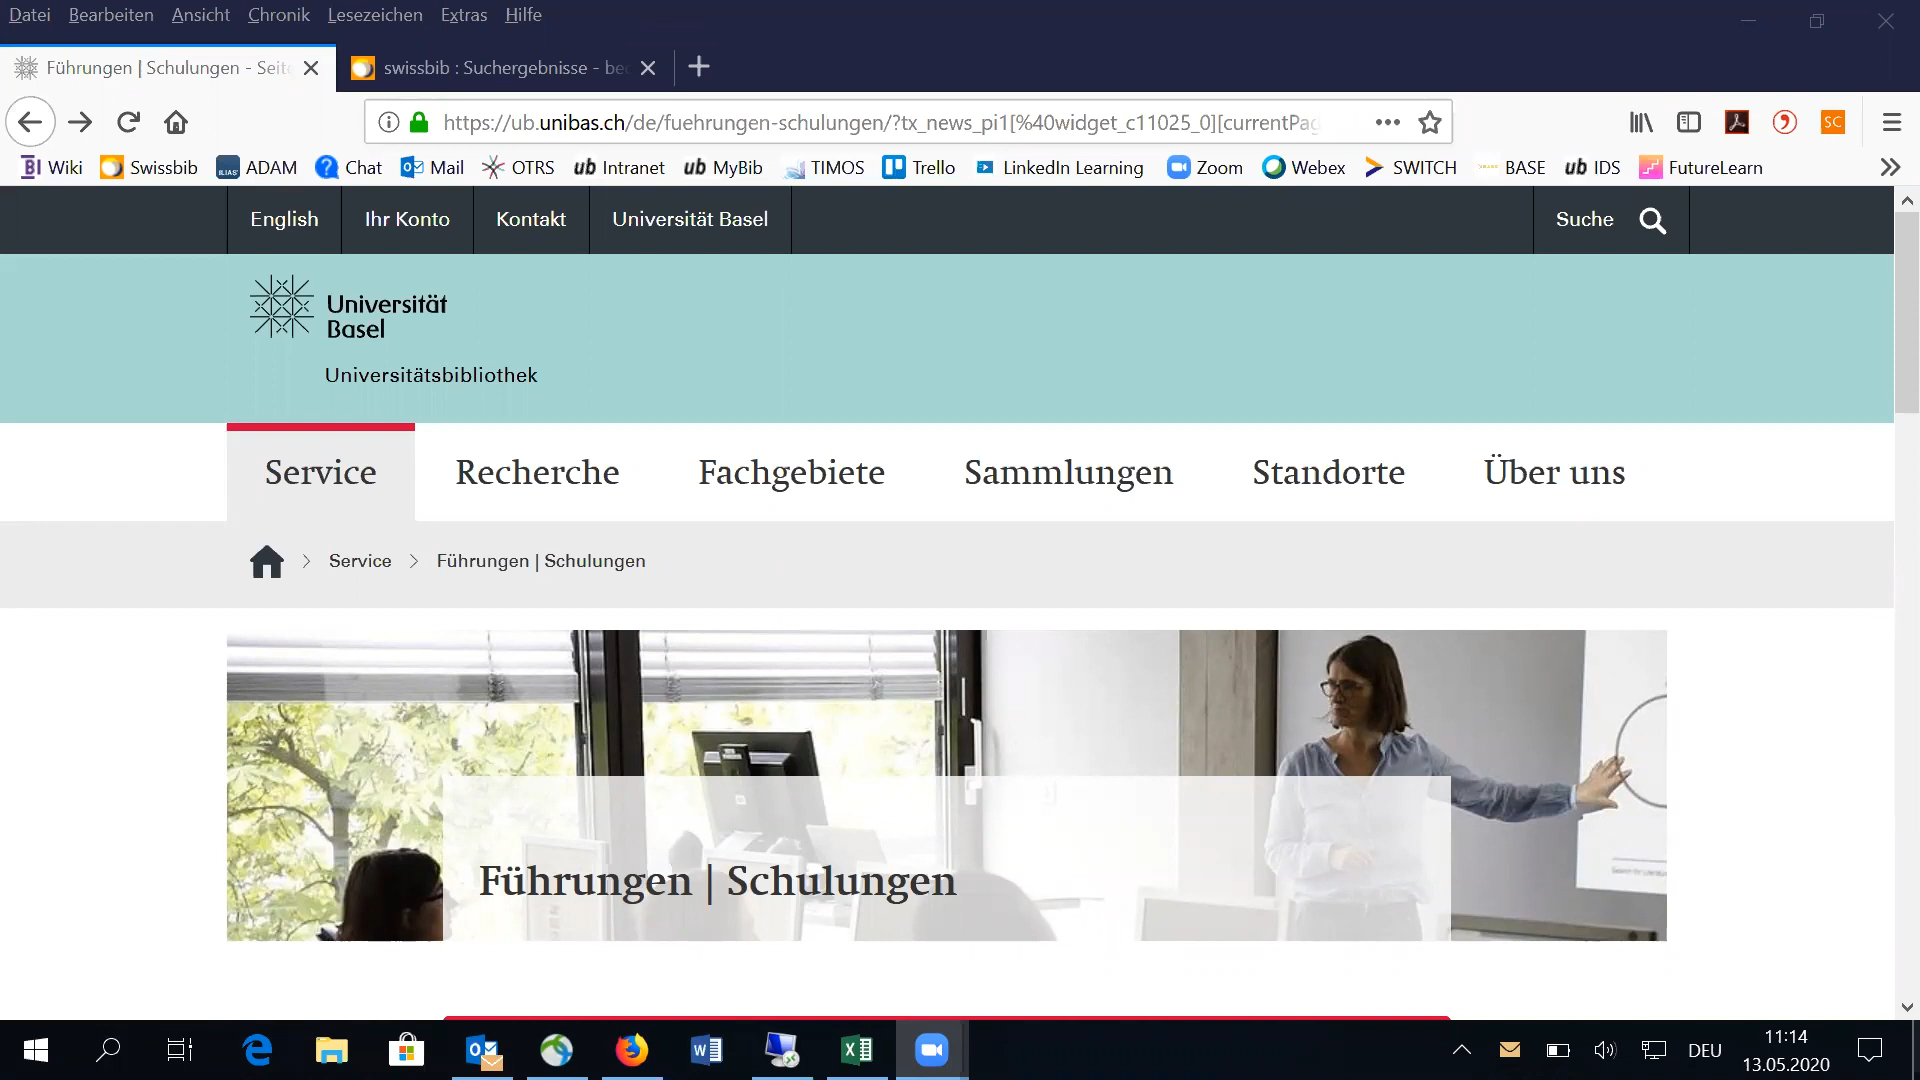 Datei Bearbeiten Ansicht Chronik Lesezeichen Extras Hilfe
Führungen | Schulungen - Seit
swissbib : Suchergebnisse - be
https://ub.unibas.ch/de/fuehrungen-schulungen/?tx_news_pi1[%40widget_c11025_0][currentPag
SC
BI Wiki Swissbib ILIAS ADAM Chat Mail OTRS ub Intranet ub MyBib TIMOS Trello LinkedIn Learning Zoom Webex SWITCH BASE ub IDS FutureLearn
English Ihr Konto Kontakt Universität Basel Suche
Universität
Basel
Universitätsbibliothek
Service Recherche Fachgebiete Sammlungen Standorte Über uns
Service Führungen | Schulungen
Führungen | Schulungen
DEU
11:14
13.05.2020